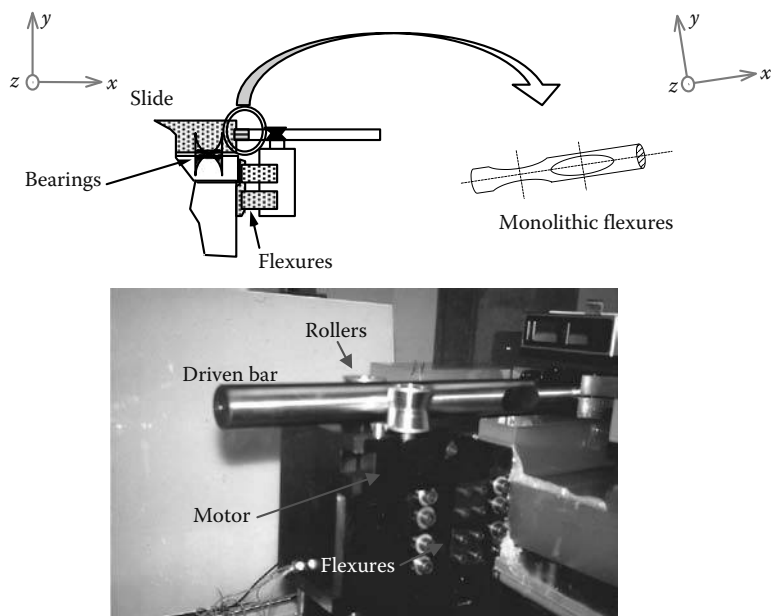 y
x
z
Slide
Bearings
Flexures
y
x
z
Monolithic flexures
Rollers
Driven bar
Motor
Flexures